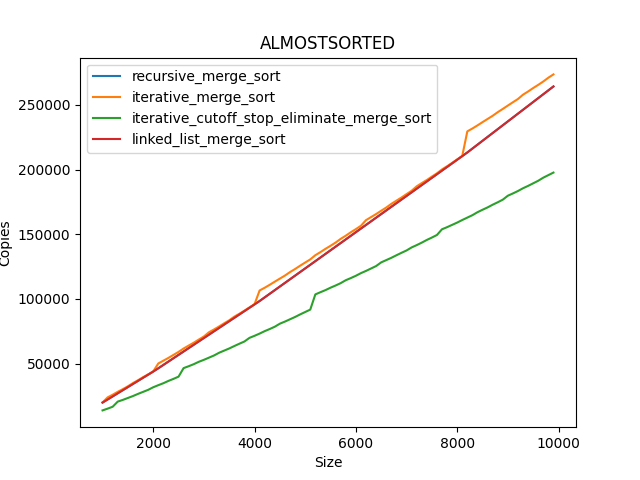 ALMOSTSORTED
recursive_merge_sort
iterative_merge_sort
iterative_cutoff_stop_eliminate_merge_sort
linked_list_merge_sort
Copies
250000
200000
150000
100000
50000
2000 4000 6000 8000 10000
Size